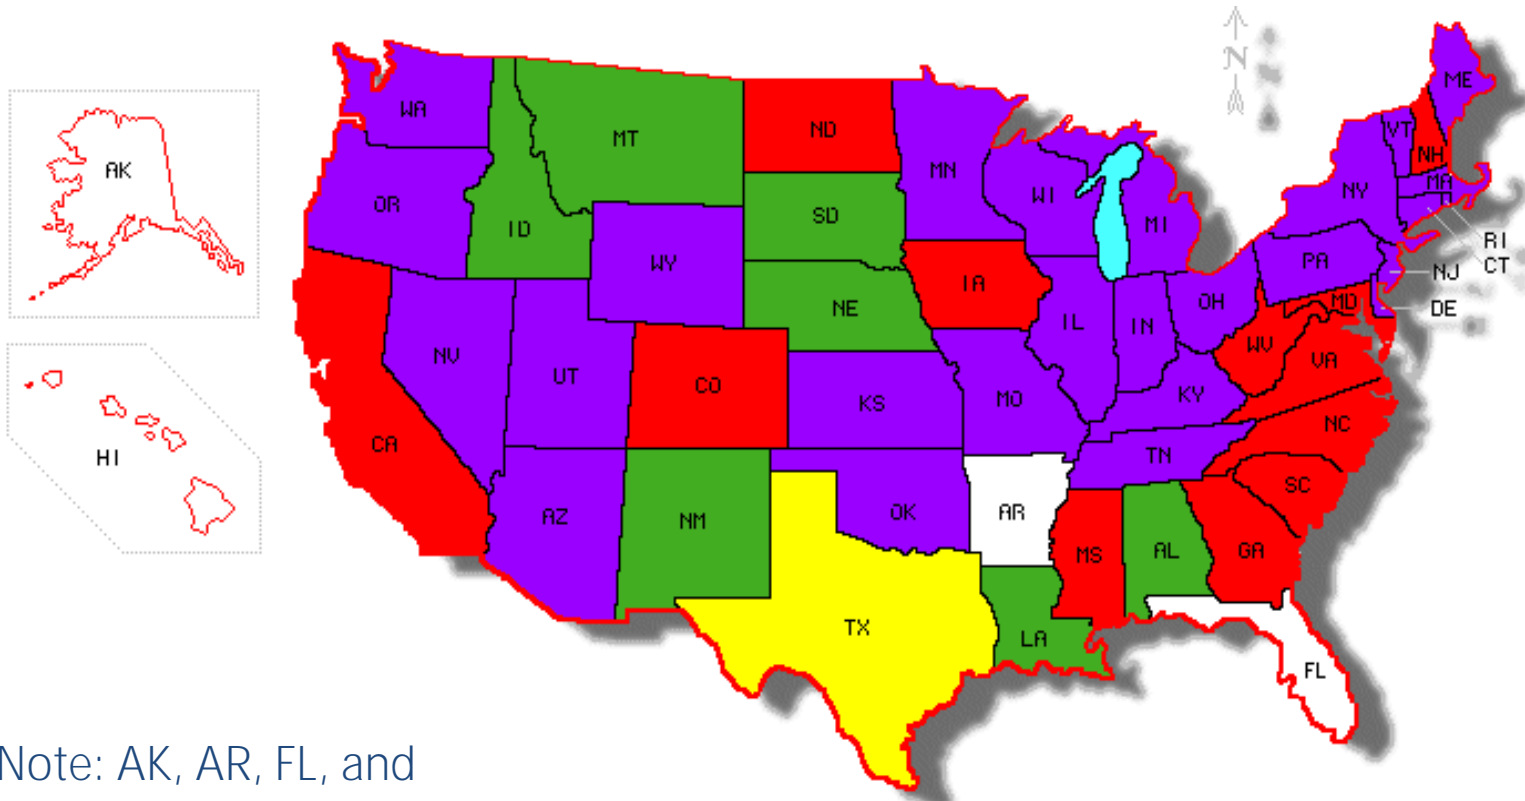 N
ME
WA
VT
ND
MT
NH
AK
MN
MA
NY
WI
OR
SD
MI
ID
RI
PA
WY
CT
NJ
IA
OH
MD
NE
DE
IL
IN
WV
NV
VA
UT
CO
KY
MO
KS
NC
CA
TN
HI
SC
AR
OK
AZ
NM
AL
GA
MS
TX
LA
FL
Note: AK, AR, FL, and